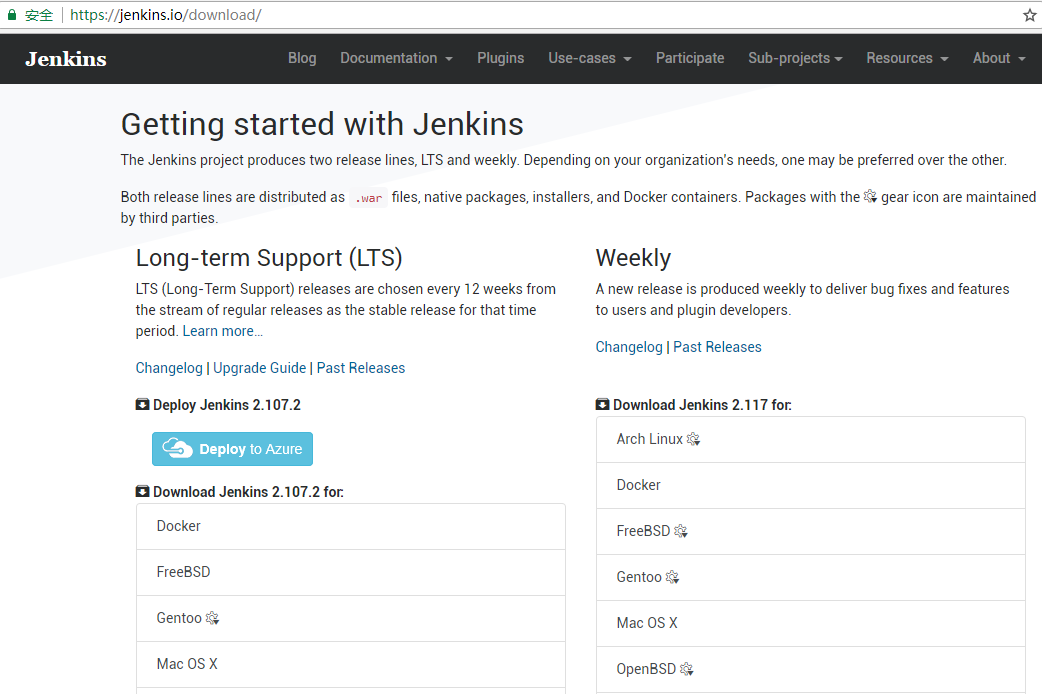 安全 https://jenkins.io/download/
Jenkins Blog Documentation Plugins Use-cases Participate Sub-projects Resources About
Getting started with Jenkins
The Jenkins project produces two release lines, LTS and weekly. Depending on your organization's needs, one may be preferred over the other.
Both release lines are distributed as .war files, native packages, installers, and Docker containers. Packages with the gear icon are maintained
by third parties.
Long-term Support (LTS)
LTS (Long-Term Support) releases are chosen every 12 weeks from
the stream of regular releases as the stable release for that time
period. Learn more...
Changelog | Upgrade Guide | Past Releases
Deploy Jenkins 2.107.2
Deploy to Azure
Download Jenkins 2.107.2 for:
Docker
FreeBSD
Gentoo
Mac OS X
Weekly
A new release is produced weekly to deliver bug fixes and features
to users and plugin developers.
Changelog | Past Releases
Download Jenkins 2.117 for:
Arch Linux
Docker
FreeBSD
Gentoo
Mac OS X
OpenBSD